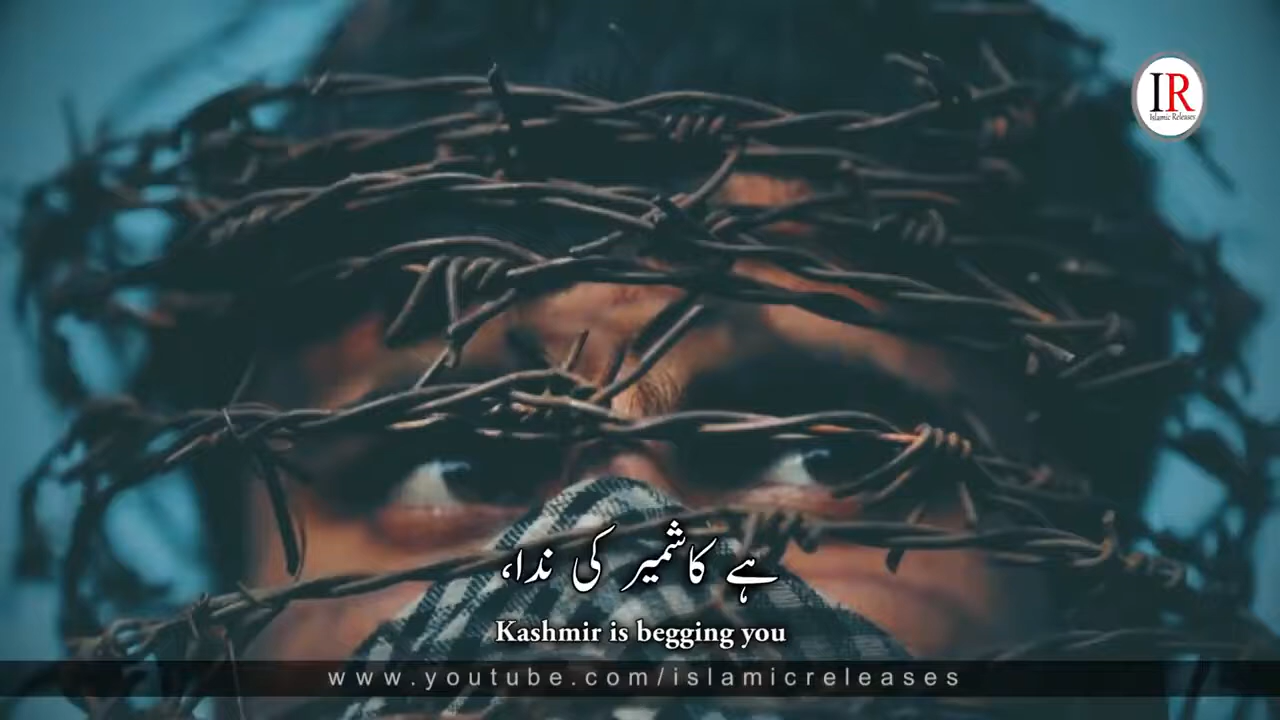 IR
Islamic Releases
ہے کاشمیر کی ندا،
Kashmir is begging you
www.youtube.com/islamicreleases